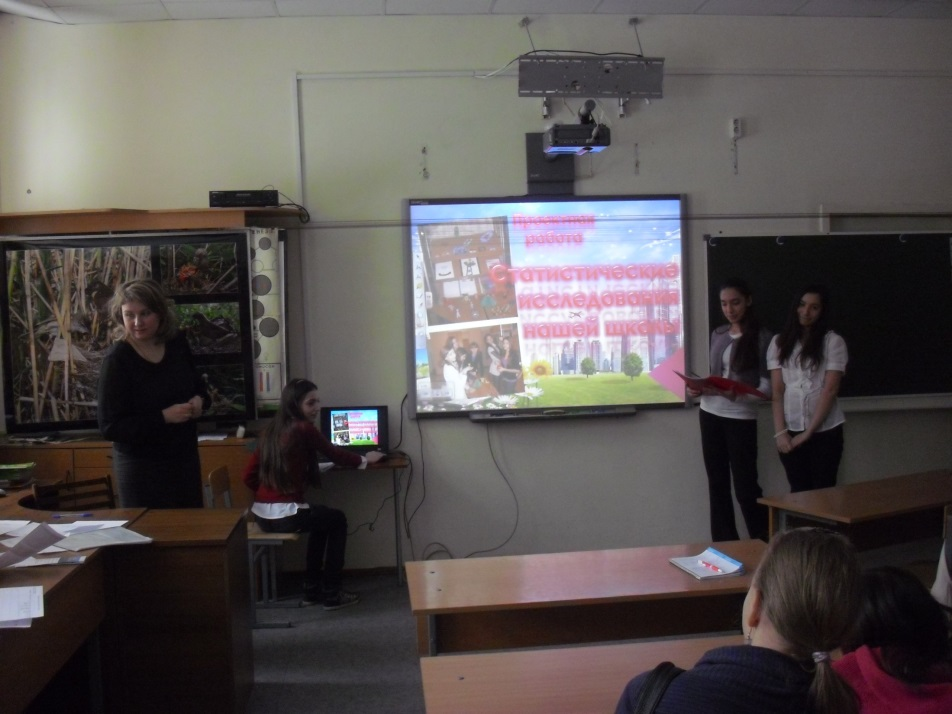 Проектная
работа
Статистические
исследования
нашей школы